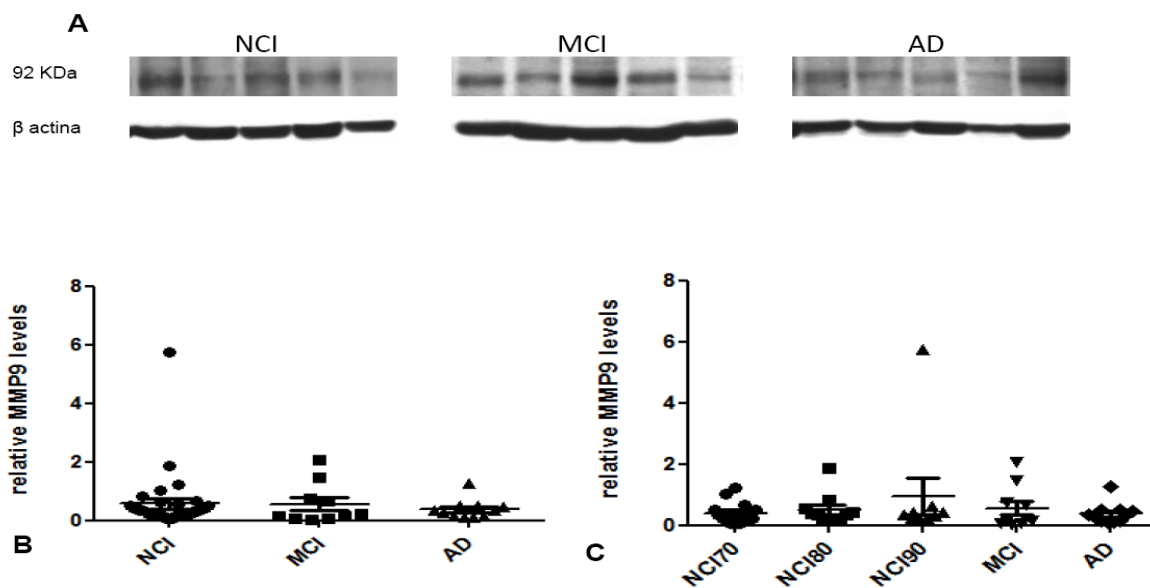 A
NCI MCI AD
92 KDa
β actina
8
6
4
2
0
relative MMP9 levels
NCI
MCI
AD
B
8
6
4
2
0
relative MMP9 levels
NCI70
NCI80
NCI90
MCI
AD
C